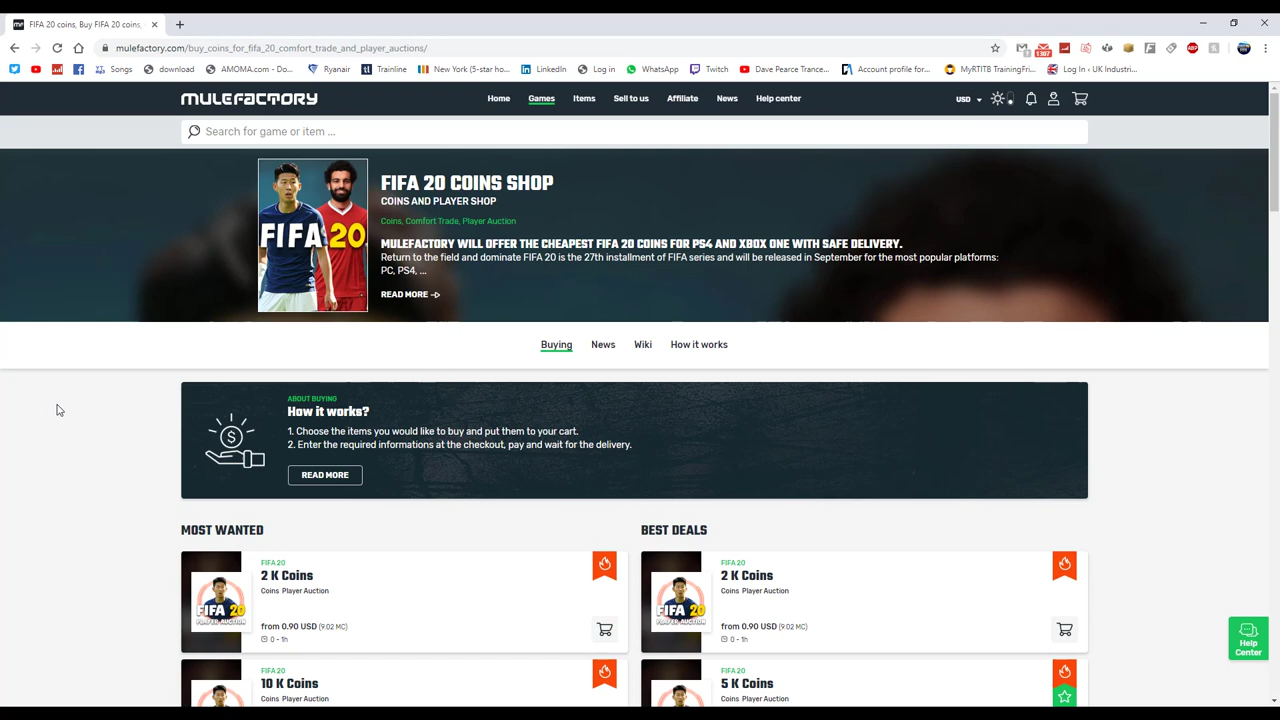 FIFA 20 coins, Buy FIFA 20 coins,
mulefactory.com/buy_coins_for_fifa_20_comfort_trade_and_player_auctions/
1307
Songs download AMOMA.com - Do... Ryanair Trainline New York (5-star ho... LinkedIn Log in WhatsApp Twitch Dave Pearce Trance... Account profile for... MyRTITB TrainingFri... Log In ‹ UK Industri...
MULEFACTORY Home Games Items Sell to us Affiliate News Help center USD
Search for game or item ...
FIFA 20
FIFA 20 COINS SHOP
COINS AND PLAYER SHOP
Coins, Comfort Trade, Player Auction
MULEFACTORY WILL OFFER THE CHEAPEST FIFA 20 COINS FOR PS4 AND XBOX ONE WITH SAFE DELIVERY.
Return to the field and dominate FIFA 20 is the 27th installment of FIFA series and will be released in September for the most popular platforms:
PC, PS4, ...
READ MORE
Buying News Wiki How it works
ABOUT BUYING
How it works?
1. Choose the items you would like to buy and put them to your cart.
2. Enter the required informations at the checkout, pay and wait for the delivery.
READ MORE
MOST WANTED
FIFA 20
2 K Coins
Coins Player Auction
FIFA 20
PLAYER AUCTION
from 0.90 USD (9.02 MC)
0 - 1h
FIFA 20
10 K Coins
Coins Player Auction
BEST DEALS
FIFA 20
2 K Coins
Coins Player Auction
FIFA 20
PLAYER AUCTION
from 0.90 USD (9.02 MC)
0 - 1h
FIFA 20
5 K Coins
Coins Player Auction
Help
Center